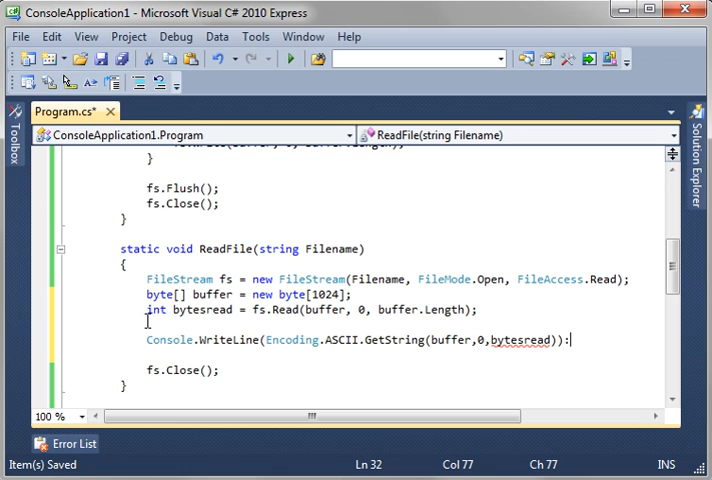 ConsoleApplication1 - Microsoft Visual C# 2010 Express
File Edit View Project Debug Data Tools Window Help
Program.cs*
ConsoleApplication1.Program ReadFile(string Filename)
Toolbox
Solution Explorer
}
fs.Flush();
fs.Close();
}
static void ReadFile(string Filename)
{
FileStream fs = new FileStream(Filename, FileMode.Open, FileAccess.Read);
byte[] buffer = new byte[1024];
int bytesread = fs.Read(buffer, 0, buffer.Length);
Console.WriteLine(Encoding.ASCII.GetString(buffer,0,bytesread)):
fs.Close();
}
100 %
Error List
Item(s) Saved Ln 32 Col 77 Ch 77 INS